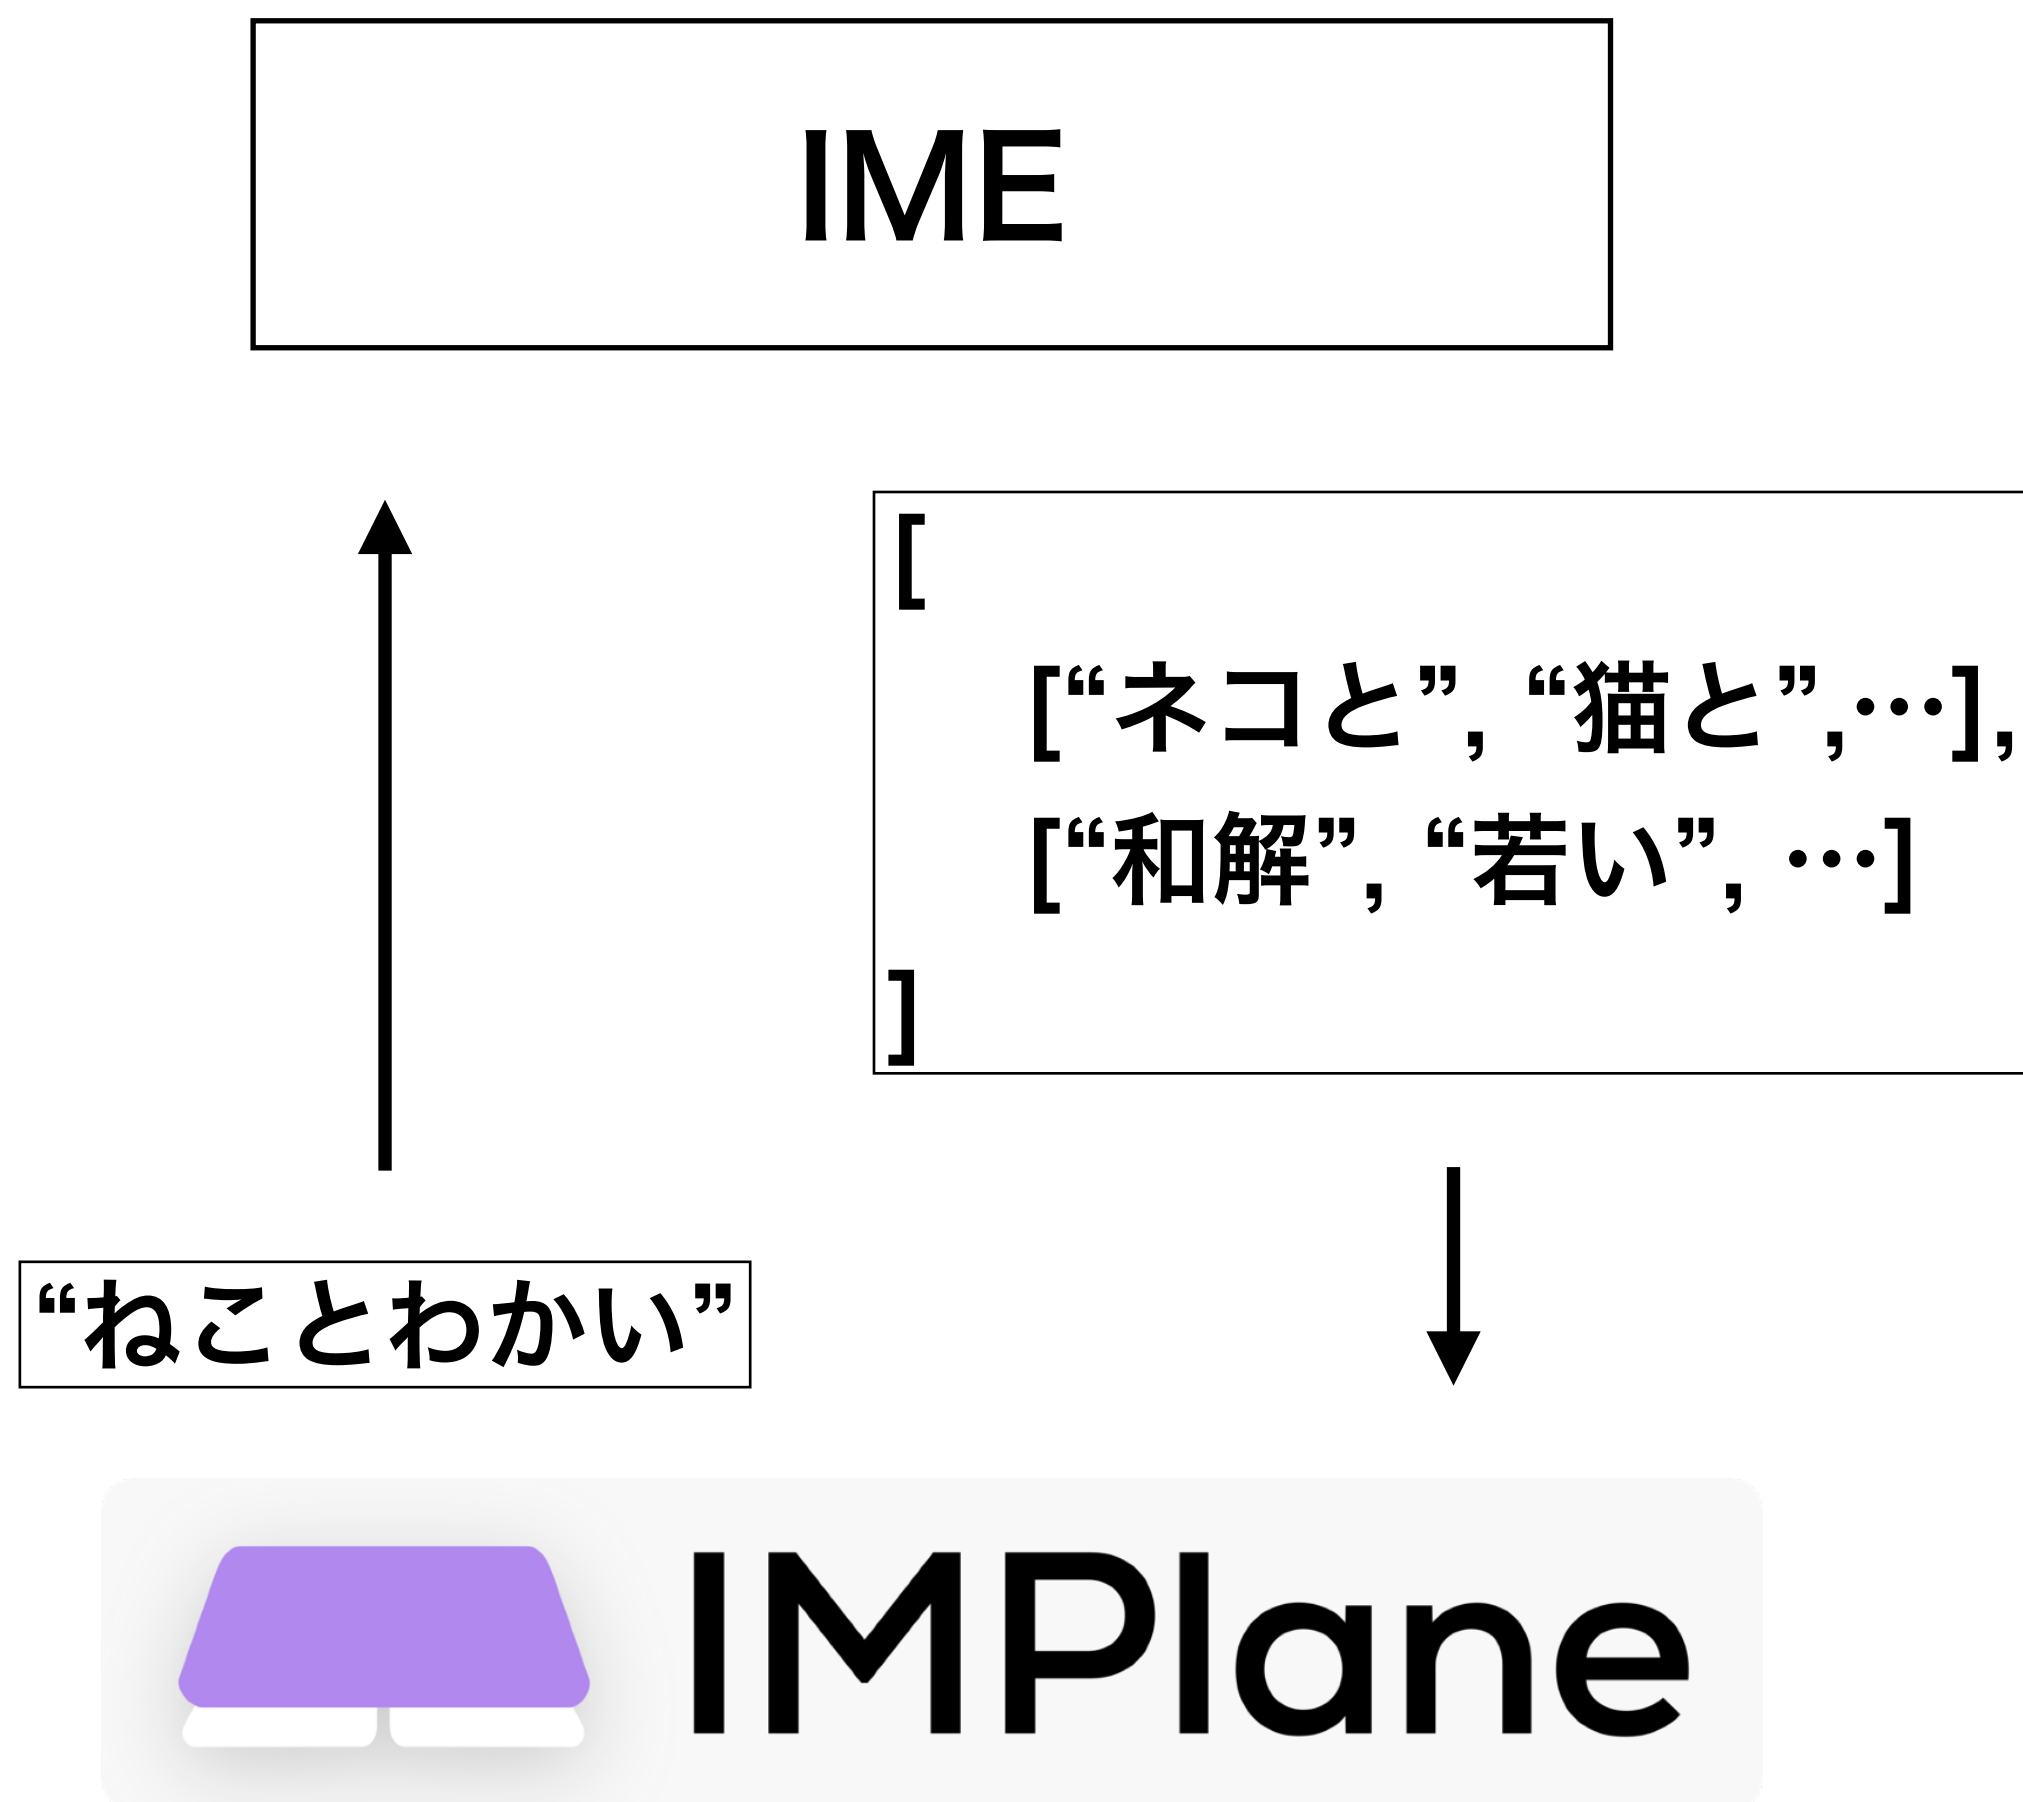 IME
[
[“ネコと”, “猫と”,…],
[“和解”, “若い”, …]
]
“ねことわかい”
IMPlane